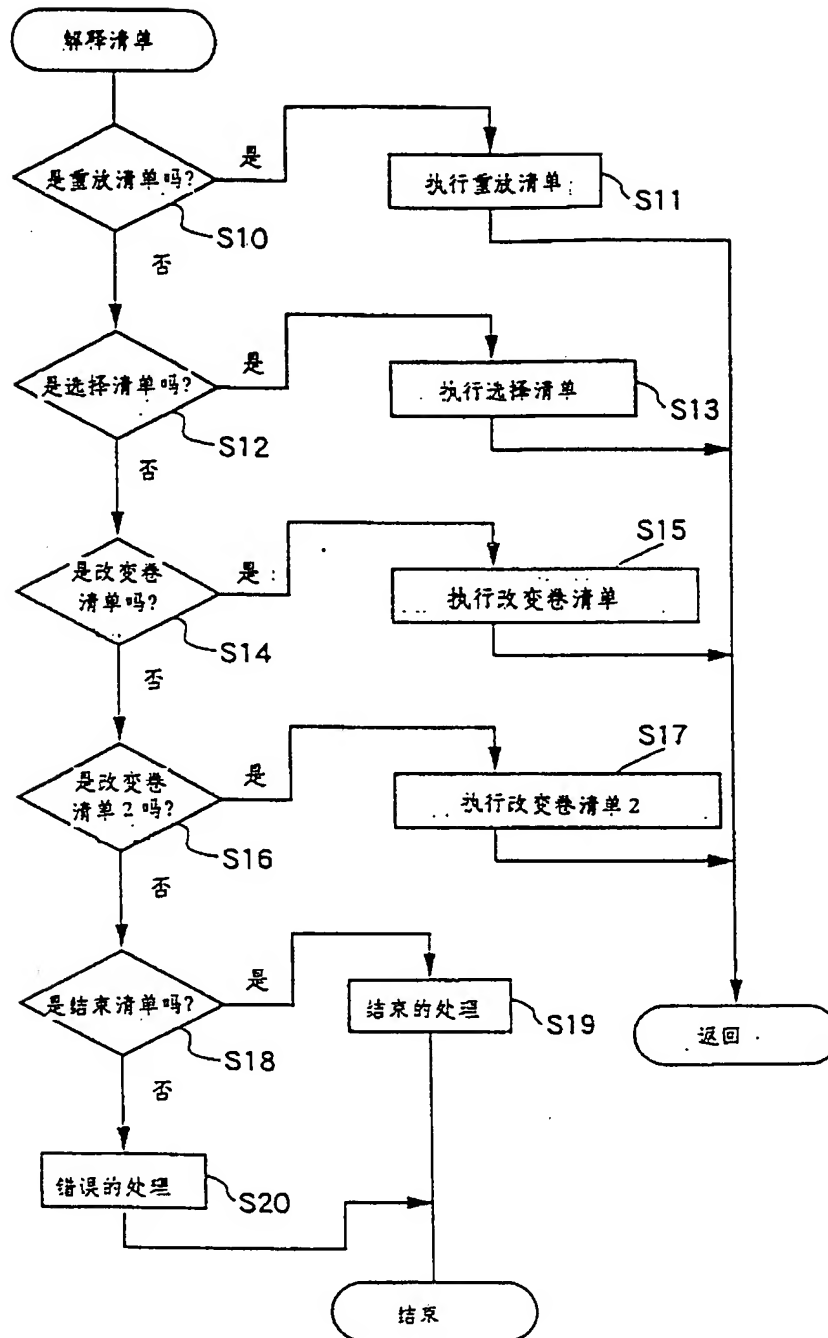 解释清单
是重放清单吗?
是
执行重放清单
S11
S10
否
是选择清单吗?
是
执行选择清单
S13
S12
否
是改变卷
清单吗?
是
S15
执行改变卷清单
S14
否
是改变卷
清单2吗?
是
S17
执行改变卷清单2
S16
否
是结束清单吗?
是
结束的处理
S19
返回
S18
否
错误的处理
S20
结束